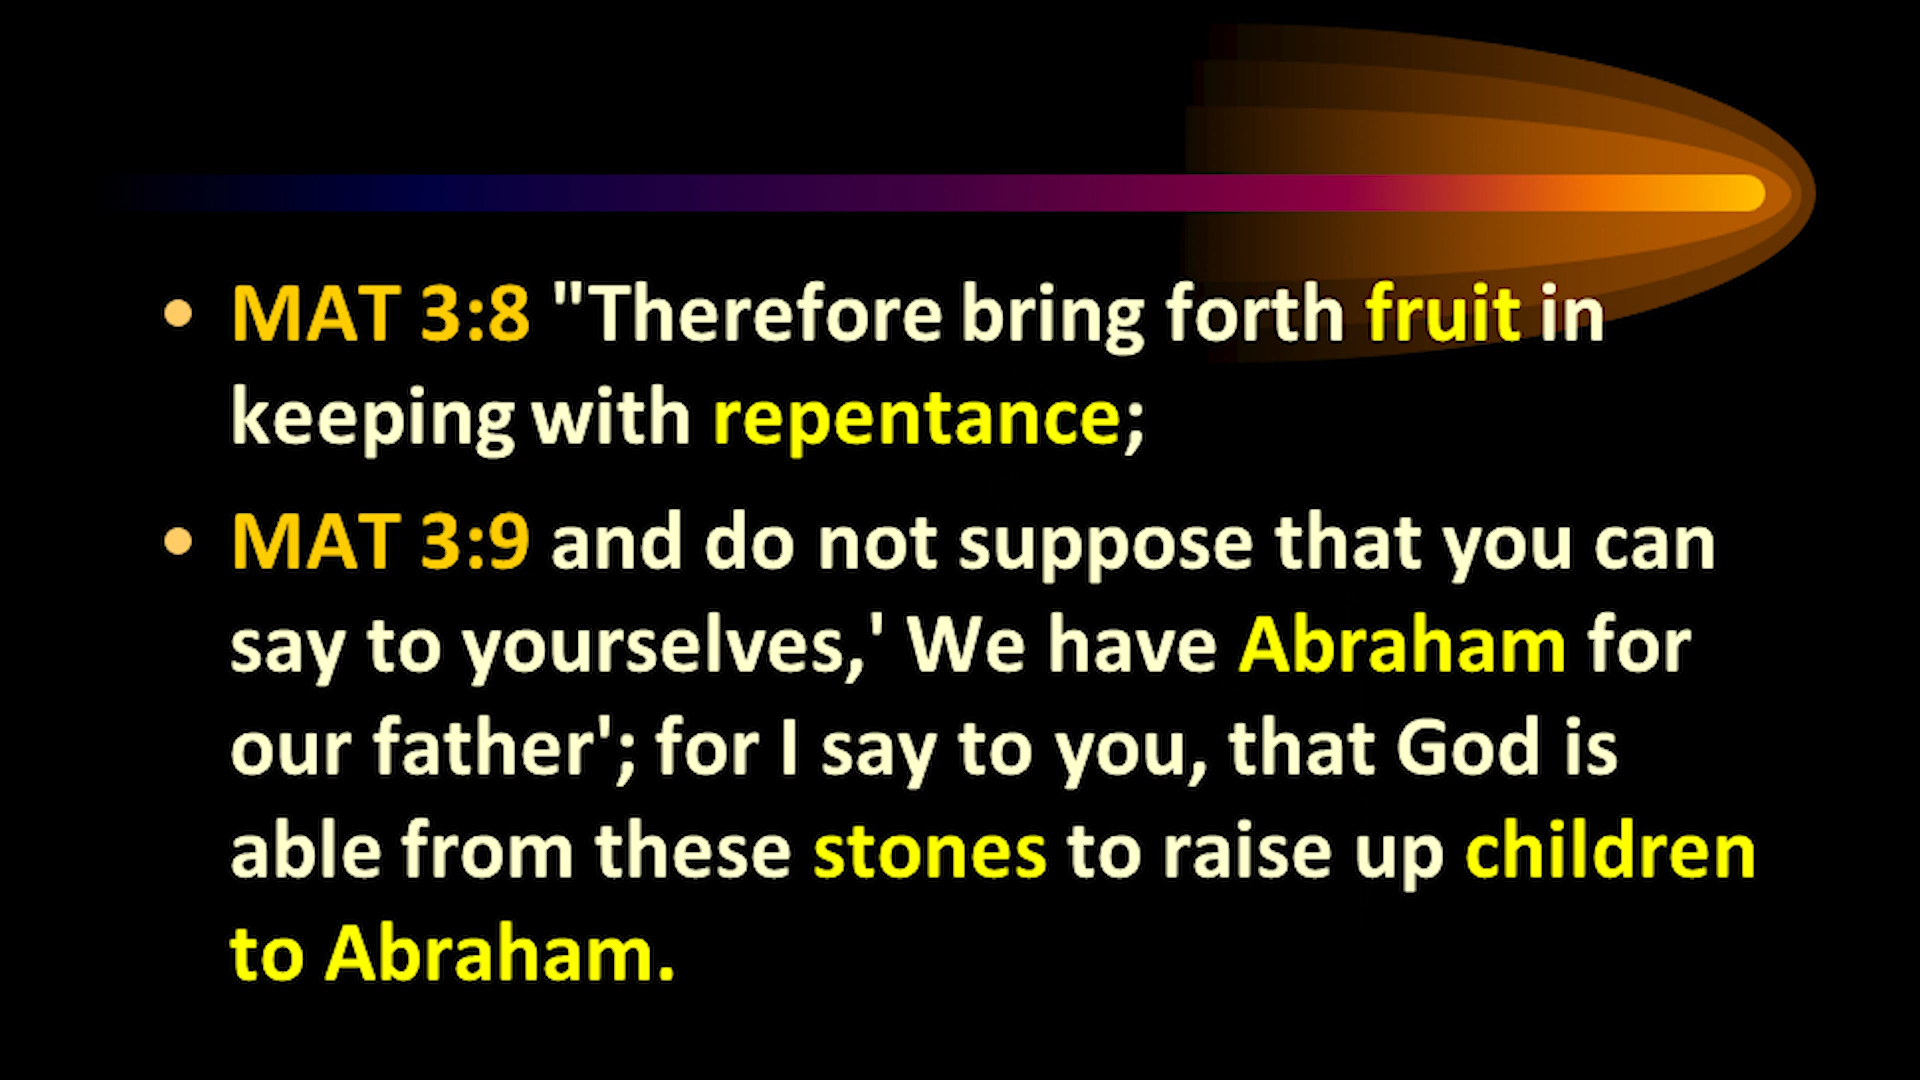 • MAT 3:8 "Therefore bring forth fruit in
keeping with repentance;
• MAT 3:9 and do not suppose that you can
say to yourselves,' We have Abraham for
our father'; for I say to you, that God is
able from these stones to raise up children
to Abraham.